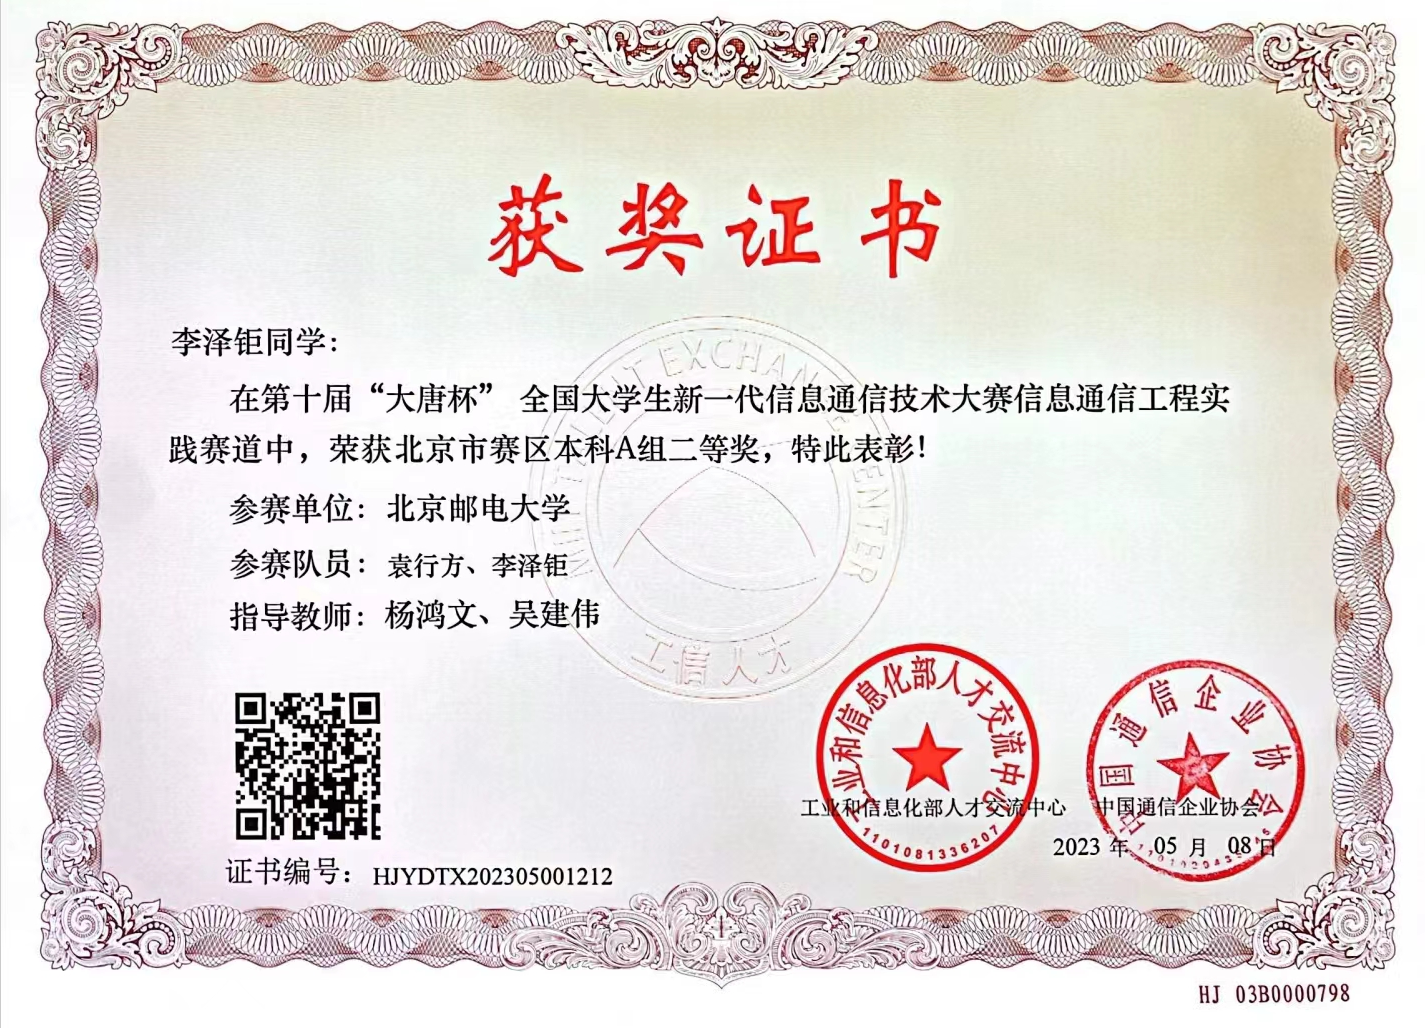 获奖证书
李泽钜同学：
在第十届“大唐杯” 全国大学生新一代信息通信技术大赛信息通信工程实
践赛道中，荣获北京市赛区本科A组二等奖，特此表彰！
参赛单位：北京邮电大学
参赛队员：袁行方、李泽钜
指导教师：杨鸿文、吴建伟
MIIT TALENT EXCHANGE CENTER
工信人才
工业和信息化部人才交流中心
1101081336207
中国通信企业协会
工业和信息化部人才交流中心 中国通信企业协会
2023 年 05 月 08 日
证书编号：HJYDTX202305001212
HJ 03B0000798